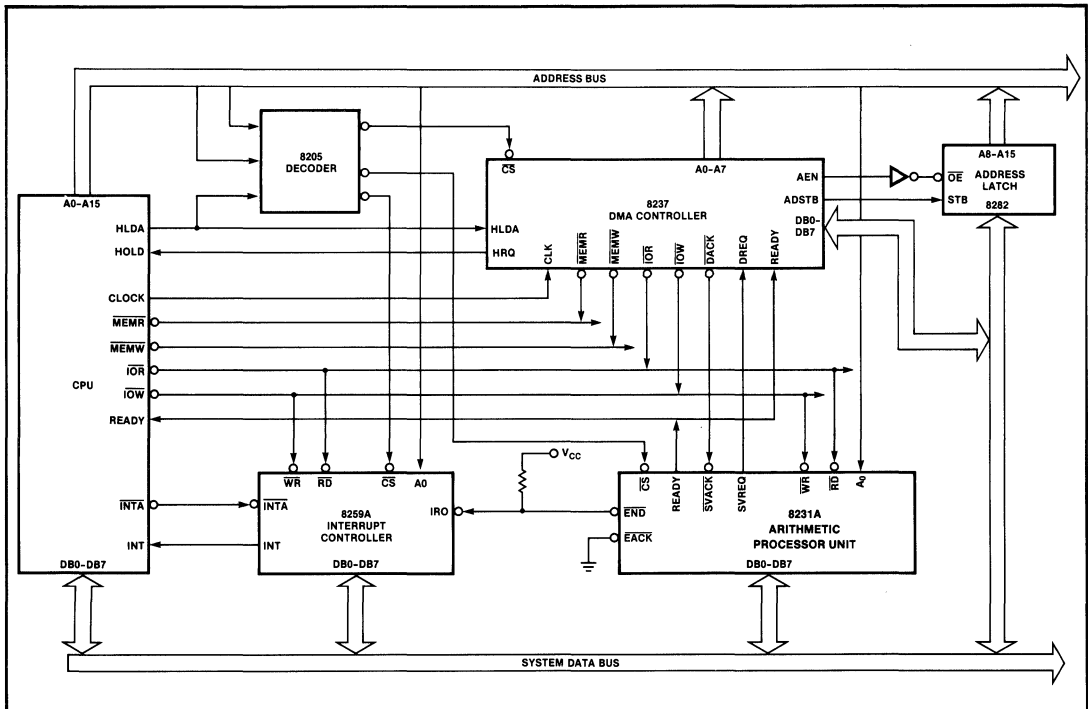 ADDRESS BUS
8205
DECODER
A0-A15
HLDA
HOLD
CLOCK
MEMR
MEMW
IOR
IOW
READY
CPU
INTA
INT
DB0-DB7
CS
A0-A7
8237
DMA CONTROLLER
HLDA
HRQ
CLK
MEMR
MEMW
IOR
IOW
DACK
DREQ
READY
AEN
ADSTB
DB0-
DB7
A8-A15
OE
ADDRESS
LATCH
STB
8282
WR
RD
CS
A0
INTA
8259A
INTERRUPT
CONTROLLER
IRO
INT
DB0-DB7
VCC
CS
READY
SVACK
SVREQ
WR
RD
A0
END
EACK
8231A
ARITHMETIC
PROCESSOR UNIT
DB0-DB7
SYSTEM DATA BUS